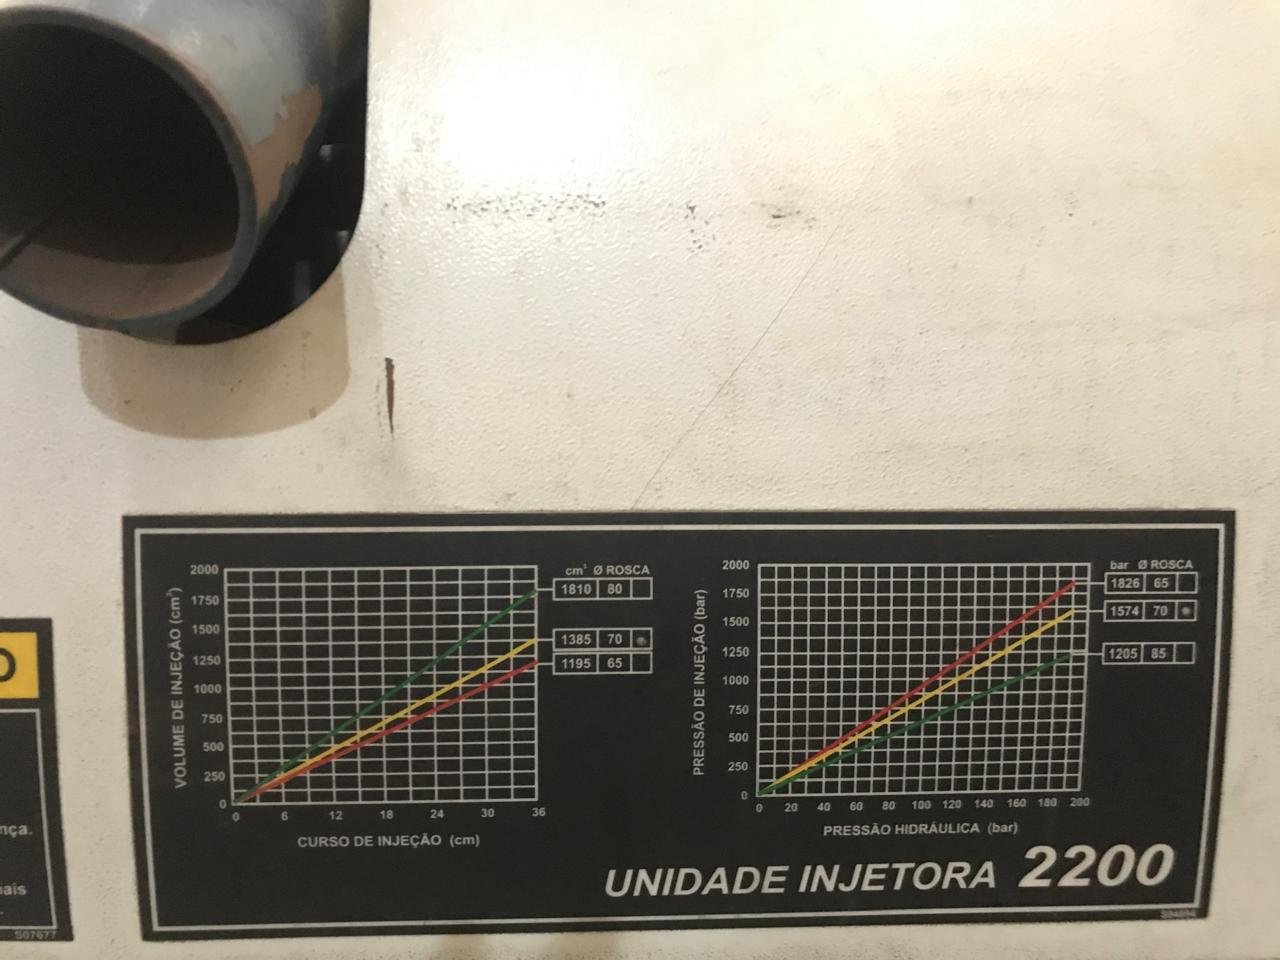 O
nça.
iais
S07677
2000
1750
1500
1250
1000
750
500
250
0
VOLUME DE INJEÇÃO (cm³)
0 6 12 18 24 30 36
CURSO DE INJEÇÃO (cm)
cm³ Ø ROSCA
1810 80
1385 70
1195 65
2000
1750
1500
1250
1000
750
500
250
0
PRESSÃO DE INJEÇÃO (bar)
0 20 40 60 80 100 120 140 160 180 200
PRESSÃO HIDRÁULICA (bar)
bar Ø ROSCA
1826 65
1574 70
1205 85
UNIDADE INJETORA 2200